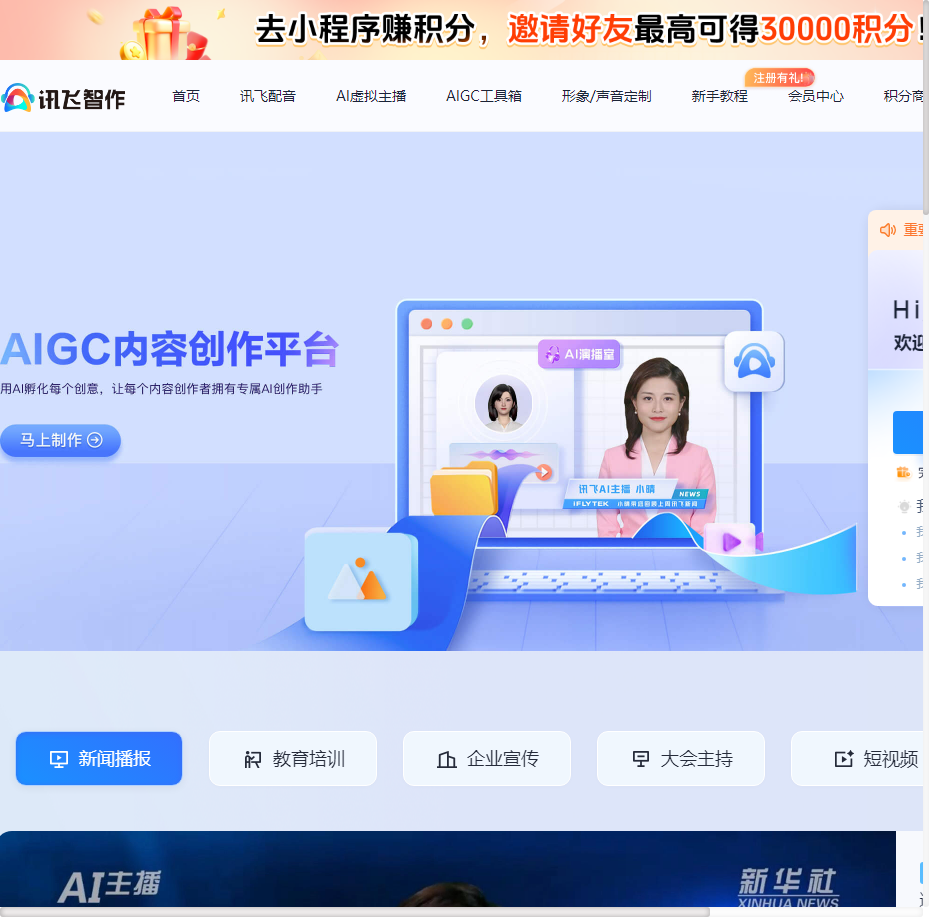 去小程序赚积分，邀请好友最高可得30000积分！
注册有礼!
讯飞智作
首页
讯飞配音
AI虚拟主播
AIGC工具箱
形象/声音定制
新手教程
会员中心
积分商
重要
Hi
欢迎
我
我
我
我
AIGC内容创作平台
用AI孵化每个创意，让每个内容创作者拥有专属AI创作助手
马上制作
AI演播室
讯飞AI主播 小晴
NEWS
iFLYTEK
新闻播报
教育培训
企业宣传
大会主持
短视频
AI主播
新华社
XINHUA NEWS